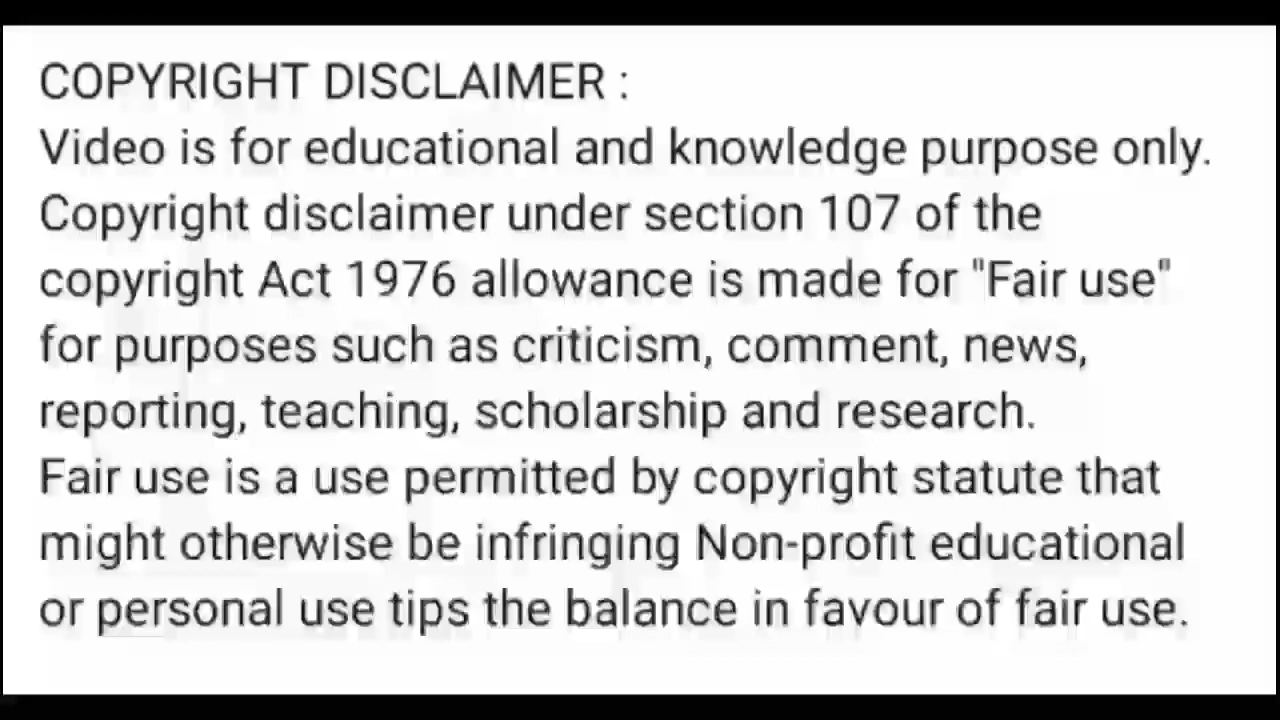 COPYRIGHT DISCLAIMER :
Video is for educational and knowledge purpose only.
Copyright disclaimer under section 107 of the
copyright Act 1976 allowance is made for "Fair use"
for purposes such as criticism, comment, news,
reporting, teaching, scholarship and research.
Fair use is a use permitted by copyright statute that
might otherwise be infringing Non-profit educational
or personal use tips the balance in favour of fair use.